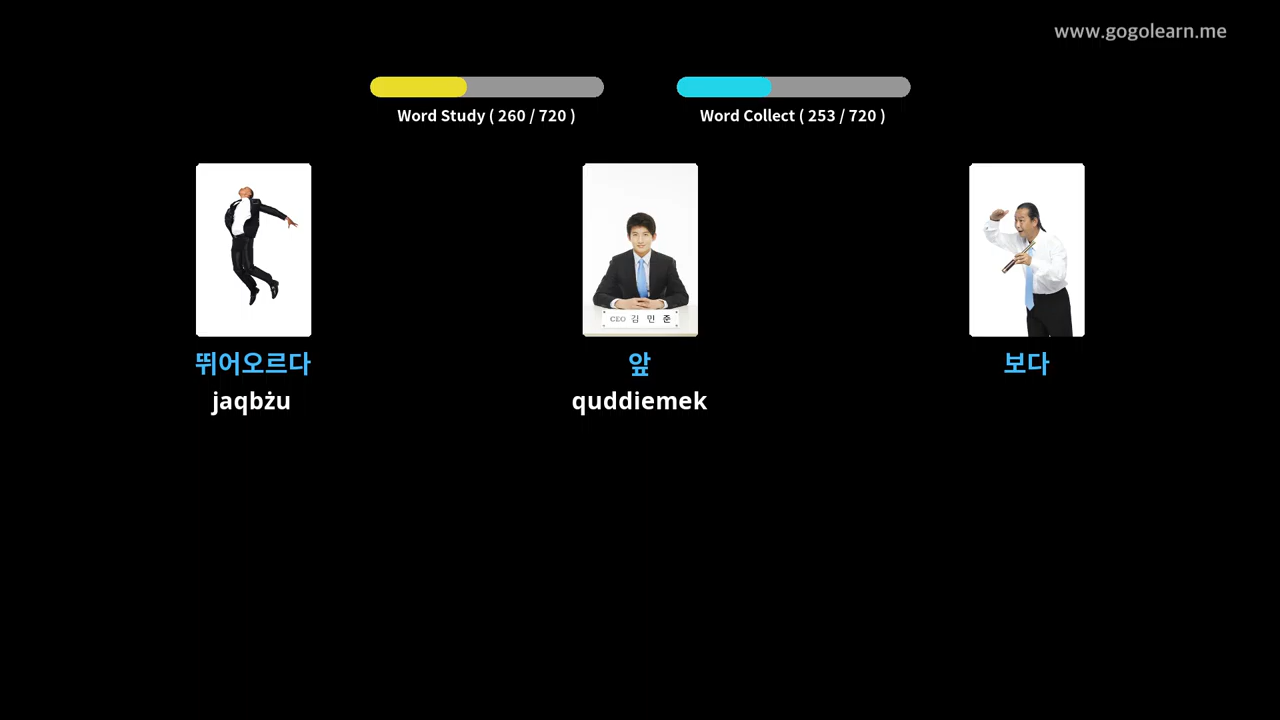 www.gogolearn.me
Word Study ( 260 / 720 )
Word Collect ( 253 / 720 )
CEO 김 민 준
뛰어오르다
앞
보다
jaqbżu
quddiemek